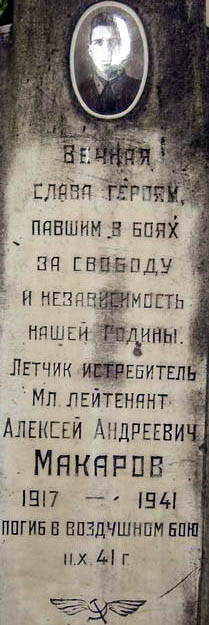 Вечная
слава героям,
павшим в боях
за свободу
и независимость
нашей Родины.
Летчик истребитель
Мл лейтенант
Алексей Андреевич
Макаров
1917 — 1941
погиб в воздушном бою
11.X.41 г.